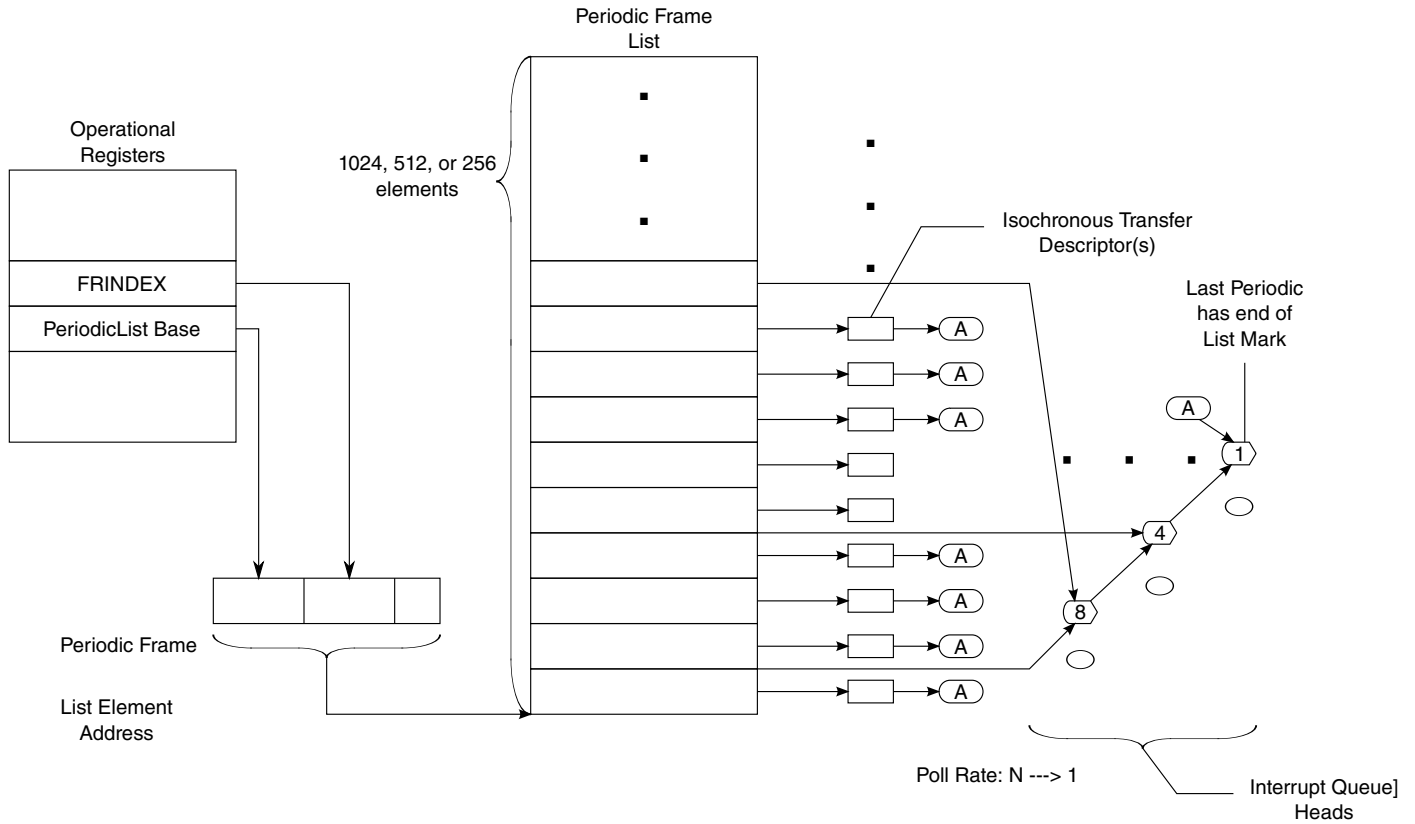 Periodic Frame
List
Operational
Registers
1024, 512, or 256
elements
Isochronous Transfer
Descriptor(s)
FRINDEX
Last Periodic
has end of
List Mark
PeriodicList Base
A
A
A
A
1
4
A
A
8
A
A
Periodic Frame
List Element
Address
Poll Rate: N ---> 1
Interrupt Queue]
Heads